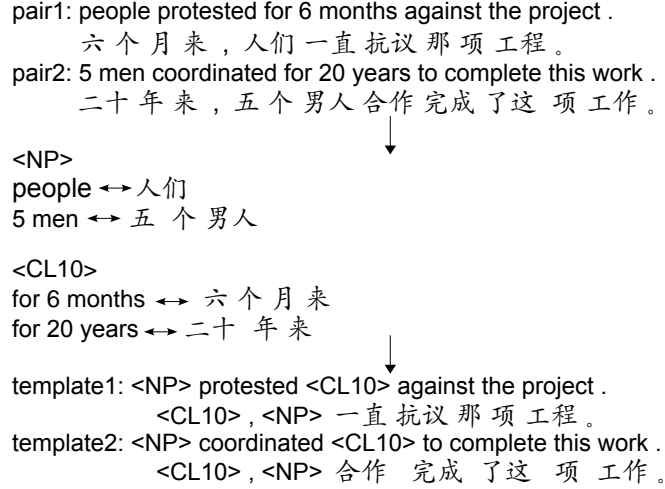 pair1: people protested for 6 months against the project .
六 个 月 来 , 人们 一直 抗议 那 项 工程 。
pair2: 5 men coordinated for 20 years to complete this work .
二十 年 来 , 五 个 男人 合作 完成 了这 项 工作 。
<NP>
people ↔ 人们
5 men ↔ 五 个 男人
<CL10>
for 6 months ↔ 六 个 月 来
for 20 years ↔ 二十 年 来
template1: <NP> protested <CL10> against the project .
<CL10> , <NP> 一直 抗议 那 项 工程 。
template2: <NP> coordinated <CL10> to complete this work .
<CL10> , <NP> 合作 完成 了这 项 工作 。